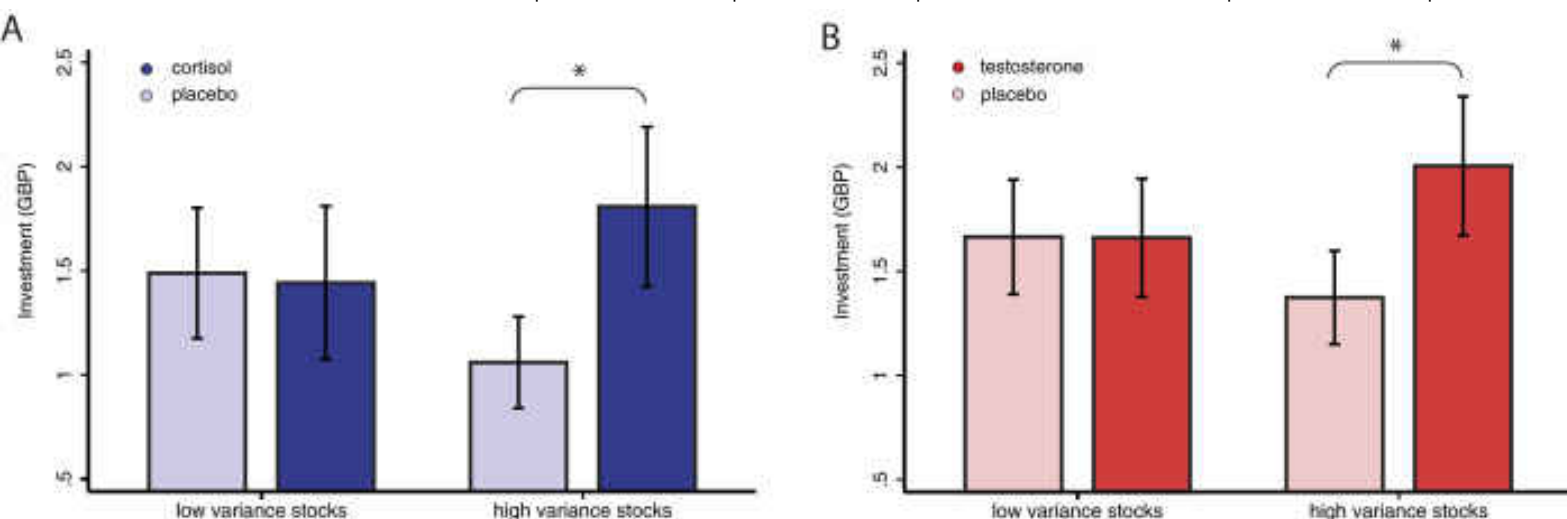 A
cortisol
placebo
*
Investment (GBP)
2.5
2
1.5
1
.5
low variance stocks
high variance stocks
B
testosterone
placebo
*
Investment (GBP)
2.5
2
1.5
1
.5
low variance stocks
high variance stocks